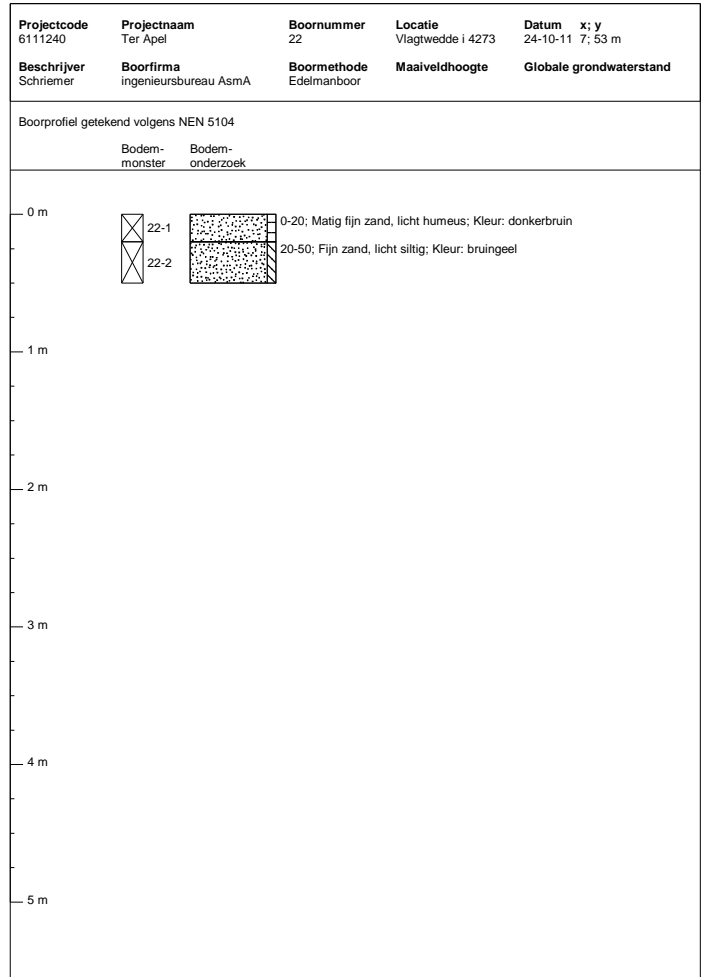 Projectcode Projectnaam Boornummer Locatie Datum x; y
6111240 Ter Apel 22 Vlagtwedde i 4273 24-10-11 7; 53 m
Beschrijver Boorfirma Boormethode Maaiveldhoogte Globale grondwaterstand
Schriemer ingenieursbureau AsmA Edelmanboor
Boorprofiel getekend volgens NEN 5104
Bodem- Bodem-
monster onderzoek
0 m
22-1 0-20; Matig fijn zand, licht humeus; Kleur: donkerbruin
22-2 20-50; Fijn zand, licht siltig; Kleur: bruingeel
1 m
2 m
3 m
4 m
5 m